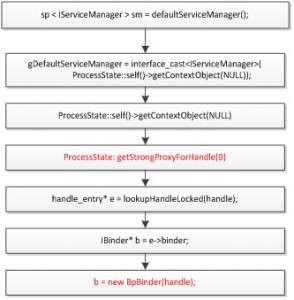 sp < IServiceManager > sm = defaultServiceManager();
gDefaultServiceManager = interface_cast<IServiceManager>(
ProcessState::self()->getContextObject(NULL));
ProcessState::self()->getContextObject(NULL)
ProcessState: getStrongProxyForHandle(0)
handle_entry* e = lookupHandleLocked(handle);
IBinder* b = e->binder;
b = new BpBinder(handle);